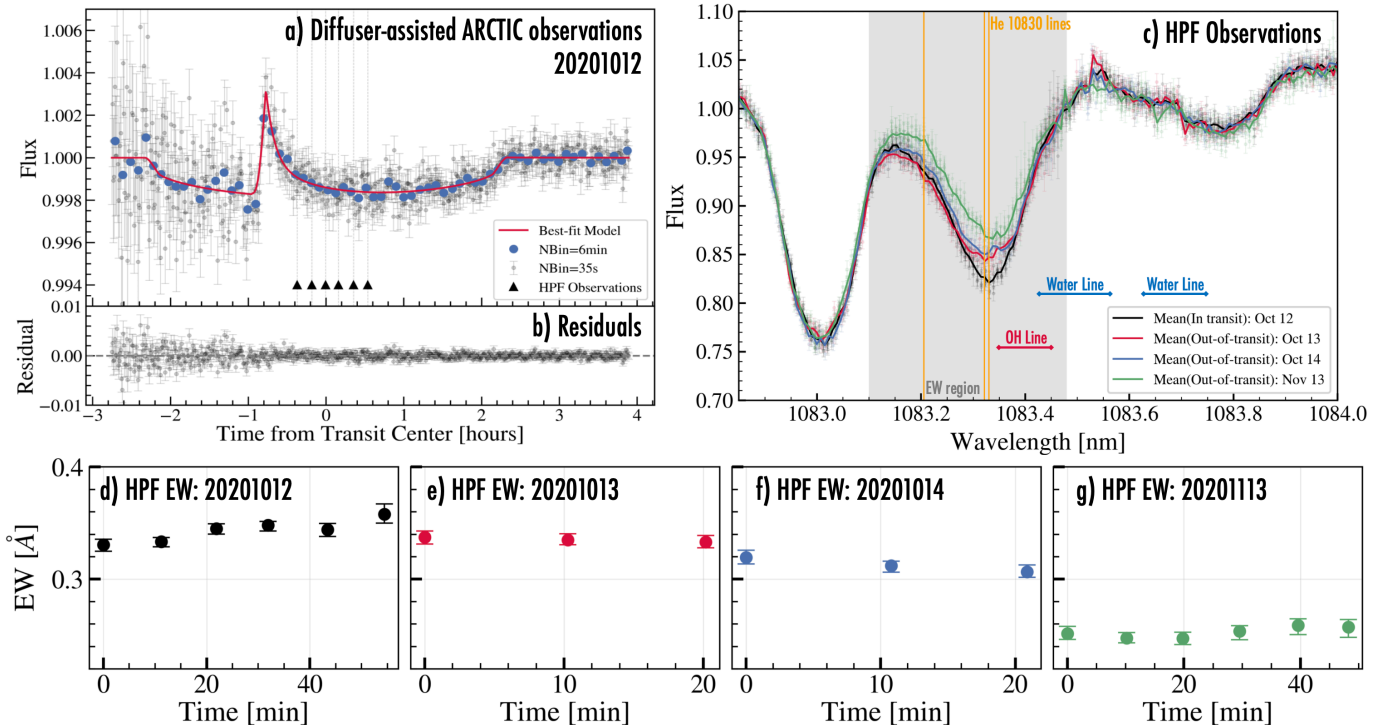 a) Diffuser-assisted ARCTIC observations
20201012
1.006
1.004
1.002
1.000
0.998
0.996
0.994
Flux
Best-fit Model
NBin=6min
NBin=35s
HPF Observations
b) Residuals
0.01
0.00
−0.01
Residual
−3 −2 −1 0 1 2 3 4
Time from Transit Center [hours]
c) HPF Observations
He 10830 lines
1.10
1.05
1.00
0.95
0.90
0.85
0.80
0.75
0.70
Flux
Water Line Water Line
OH Line
EW region
Mean(In transit): Oct 12
Mean(Out-of-transit): Oct 13
Mean(Out-of-transit): Oct 14
Mean(Out-of-transit): Nov 13
1083.0 1083.2 1083.4 1083.6 1083.8 1084.0
Wavelength [nm]
d) HPF EW: 20201012
0.4
0.3
EW [Å]
0 20 40
Time [min]
e) HPF EW: 20201013
0 10 20
Time [min]
f) HPF EW: 20201014
0 10 20
Time [min]
g) HPF EW: 20201113
0 20 40
Time [min]